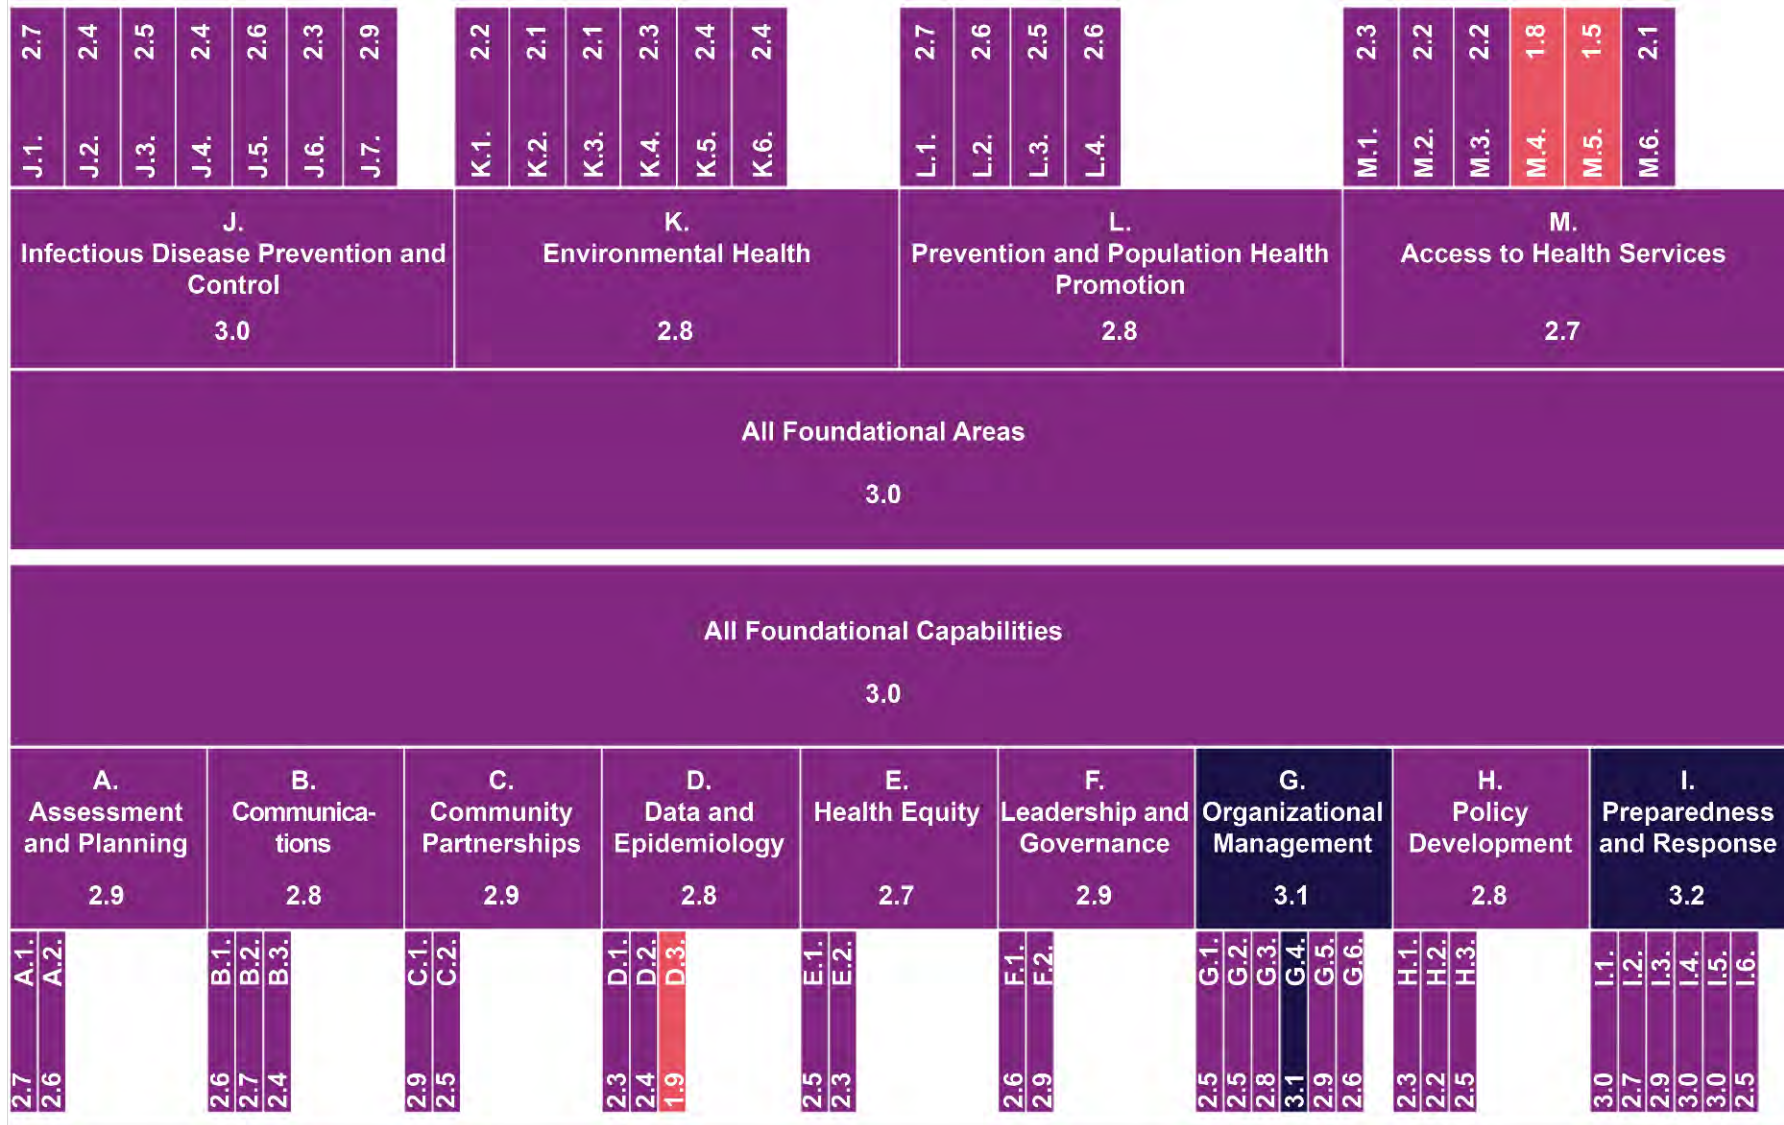 J.1. 2.7
J.2. 2.4
J.3. 2.5
J.4. 2.4
J.5. 2.6
J.6. 2.3
J.7. 2.9
K.1. 2.2
K.2. 2.1
K.3. 2.1
K.4. 2.3
K.5. 2.4
K.6. 2.4
L.1. 2.7
L.2. 2.6
L.3. 2.5
L.4. 2.6
M.1. 2.3
M.2. 2.2
M.3. 2.2
M.4. 1.8
M.5. 1.5
M.6. 2.1
J.
Infectious Disease Prevention and
Control
3.0
K.
Environmental Health
2.8
L.
Prevention and Population Health
Promotion
2.8
M.
Access to Health Services
2.7
All Foundational Areas
3.0
All Foundational Capabilities
3.0
A.
Assessment
and Planning
2.9
B.
Communica-
tions
2.8
C.
Community
Partnerships
2.9
D.
Data and
Epidemiology
2.8
E.
Health Equity
2.7
F.
Leadership and
Governance
2.9
G.
Organizational
Management
3.1
H.
Policy
Development
2.8
I.
Preparedness
and Response
3.2
2.7 A.1.
2.6 A.2.
2.6 B.1.
2.7 B.2.
2.4 B.3.
2.9 C.1.
2.5 C.2.
2.3 D.1.
2.4 D.2.
1.9 D.3.
2.5 E.1.
2.3 E.2.
2.6 F.1.
2.9 F.2.
2.5 G.1.
2.5 G.2.
2.8 G.3.
3.1 G.4.
2.9 G.5.
2.6 G.6.
2.3 H.1.
2.2 H.2.
2.5 H.3.
3.0 I.1.
2.7 I.2.
2.9 I.3.
3.0 I.4.
3.0 I.5.
2.5 I.6.